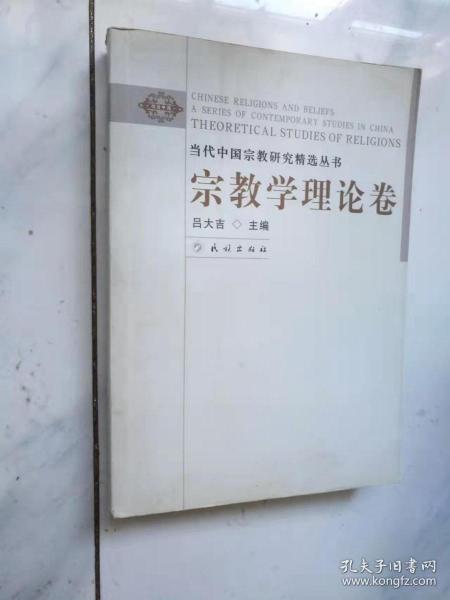 CHINESE RELIGIONS AND BELIEFS
A SERIES OF CONTEMPORARY STUDIES IN CHINA
THEORETICAL STUDIES OF RELIGIONS
当代中国宗教研究精选丛书
宗教学理论卷
吕大吉 ◇ 主编
民族出版社
孔夫子旧书网
www.kongfz.com